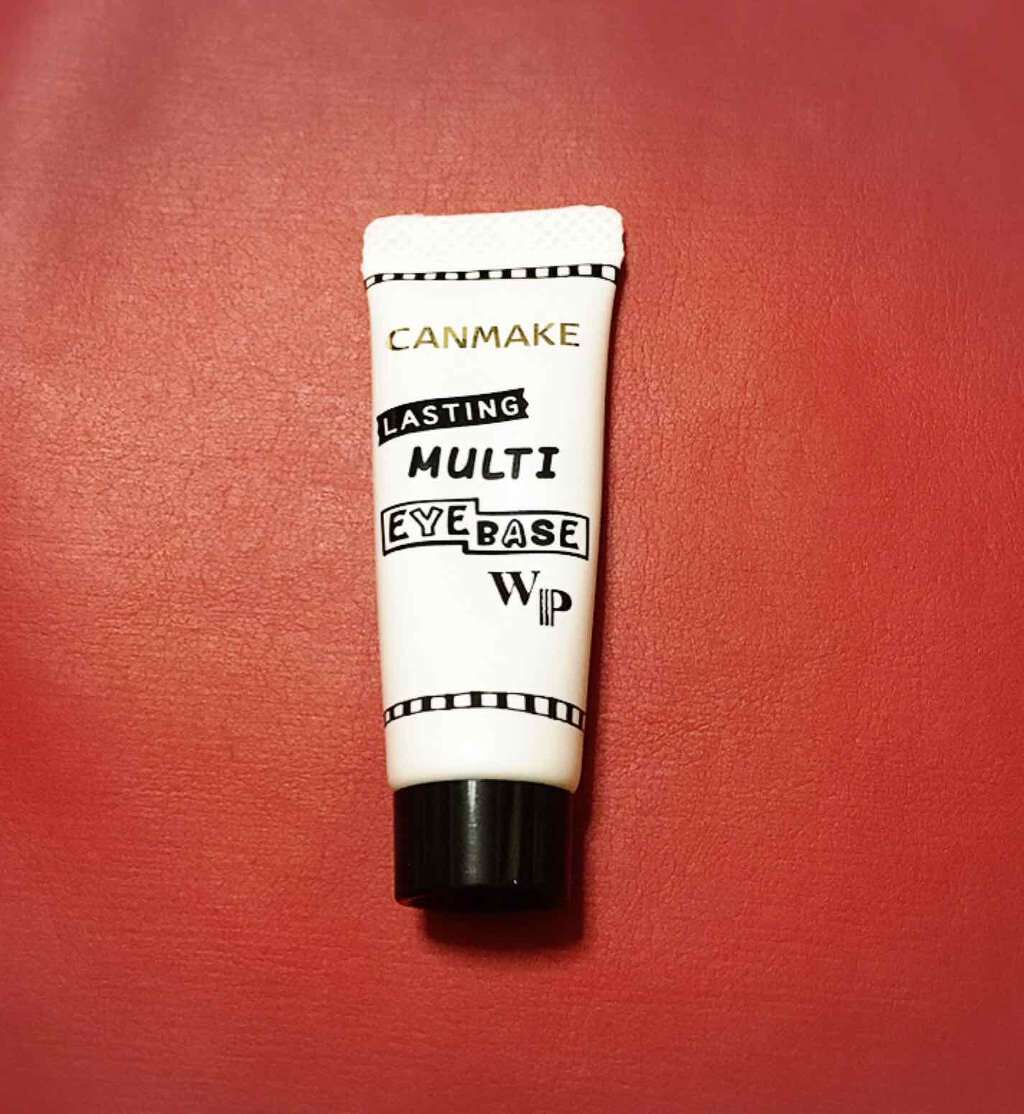 CANMAKE
LASTING
MULTI
EYE BASE
WP